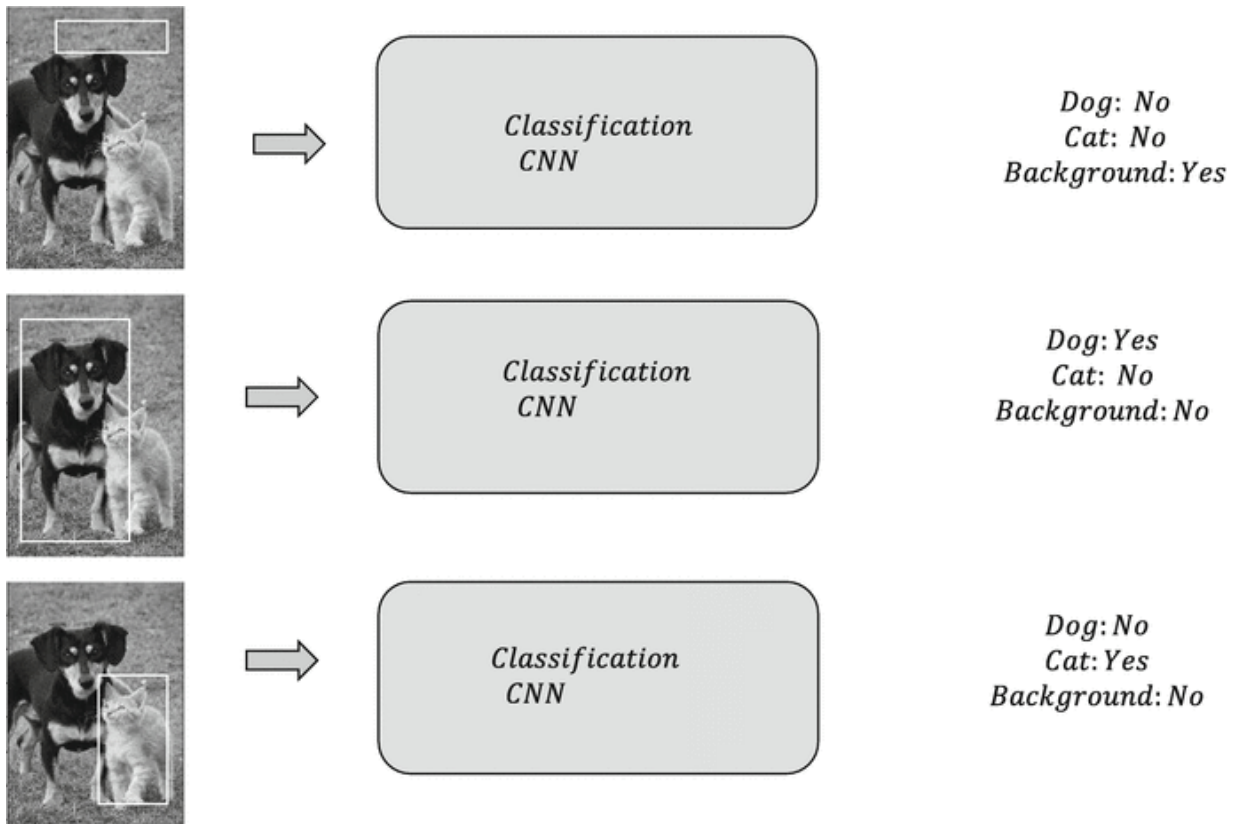 Classification
CNN
Dog: No
Cat: No
Background:Yes
Classification
CNN
Dog:Yes
Cat: No
Background:No
Classification
CNN
Dog:No
Cat:Yes
Background:No